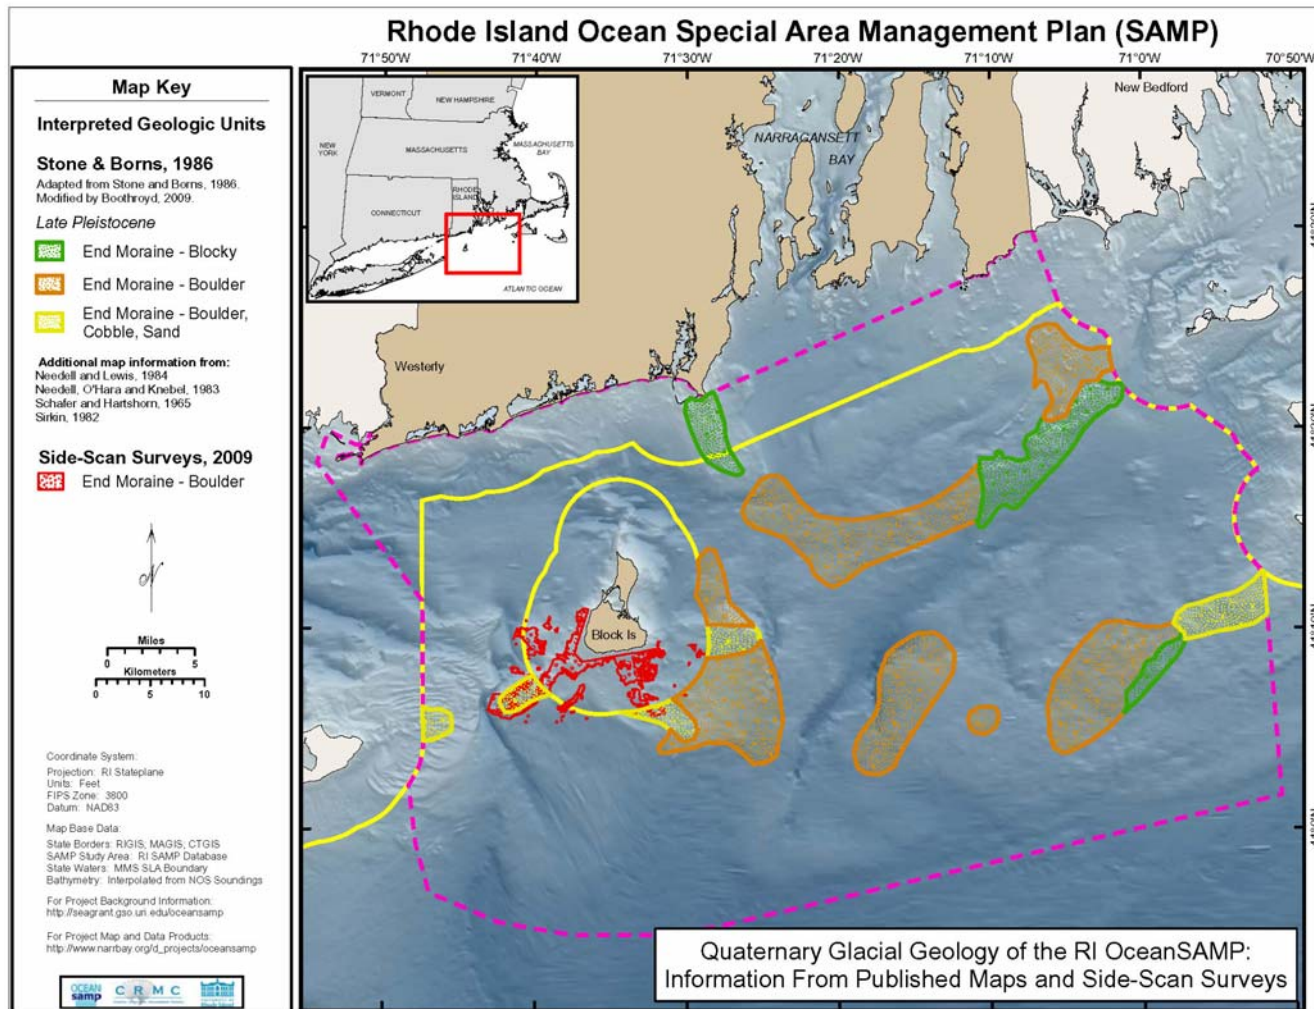 Rhode Island Ocean Special Area Management Plan (SAMP)
Map Key
Interpreted Geologic Units
Stone & Borns, 1986
Adapted from Stone and Borns, 1986.
Modified by Boothroyd, 2009.
Late Pleistocene
End Moraine - Blocky
End Moraine - Boulder
End Moraine - Boulder,
Cobble, Sand
Additional map information from:
Needell and Lewis, 1984
Needell, O'Hara and Knebel, 1983
Schafer and Hartshorn, 1965
Sirkin, 1982
Side-Scan Surveys, 2009
End Moraine - Boulder
N
Miles
0 5
Kilometers
0 5 10
Coordinate System:
Projection: RI Stateplane
Units: Feet
FIPS Zone: 3800
Datum: NAD83
Map Base Data:
State Borders: RIGIS, MAGIS, CTGIS
SAMP Study Area: RI SAMP Database
State Waters: MMS SLA Boundary
Bathymetry: Interpolated from NOS Soundings
For Project Background Information:
http://seagrant.gso.uri.edu/oceansamp
For Project Map and Data Products:
http://www.narrbay.org/d_projects/oceansamp
OCEAN
samp
CRMC
71°50'W
71°40'W
71°30'W
71°20'W
71°10'W
71°0'W
70°50'W
VERMONT
NEW HAMPSHIRE
NEW
YORK
MASSACHUSETTS
MASSACHUSETTS
BAY
RHODE
ISLAND
CONNECTICUT
ATLANTIC OCEAN
NARRAGANSETT
BAY
New Bedford
Westerly
Block Is
Quaternary Glacial Geology of the RI OceanSAMP:
Information From Published Maps and Side-Scan Surveys